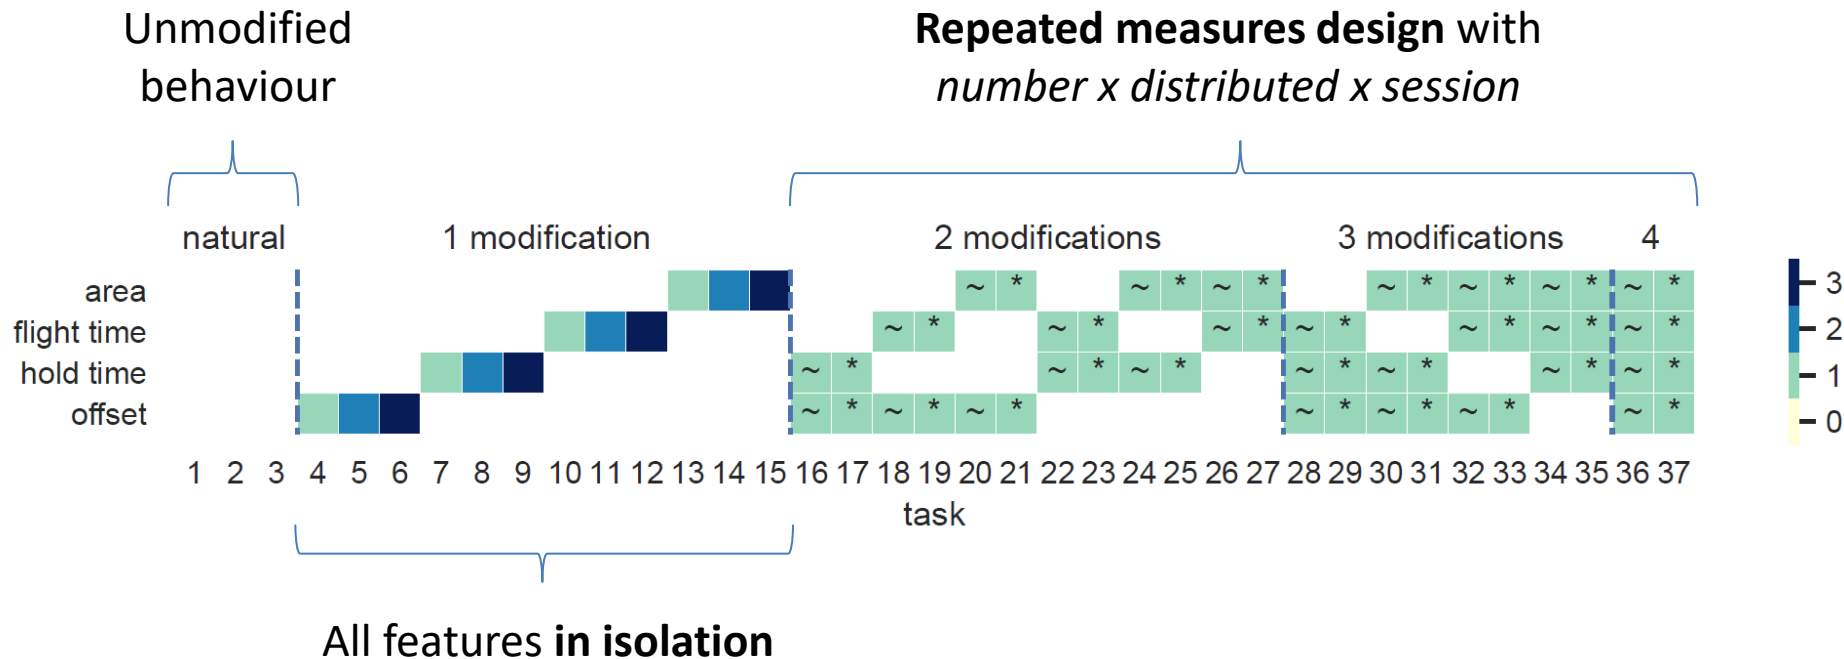 Unmodified
behaviour
Repeated measures design with
number x distributed x session
natural
1 modification
2 modifications
3 modifications
4
area ~ * ~ * ~ * ~ * ~ * ~ * ~ *
flight time ~ * ~ * ~ * ~ * ~ * ~ * ~ *
hold time ~ * ~ * ~ * ~ * ~ * ~ * ~ *
offset ~ * ~ * ~ * ~ * ~ * ~ * ~ *
3
2
1
0
1 2 3 4 5 6 7 8 9 10 11 12 13 14 15 16 17 18 19 20 21 22 23 24 25 26 27 28 29 30 31 32 33 34 35 36 37
task
All features in isolation